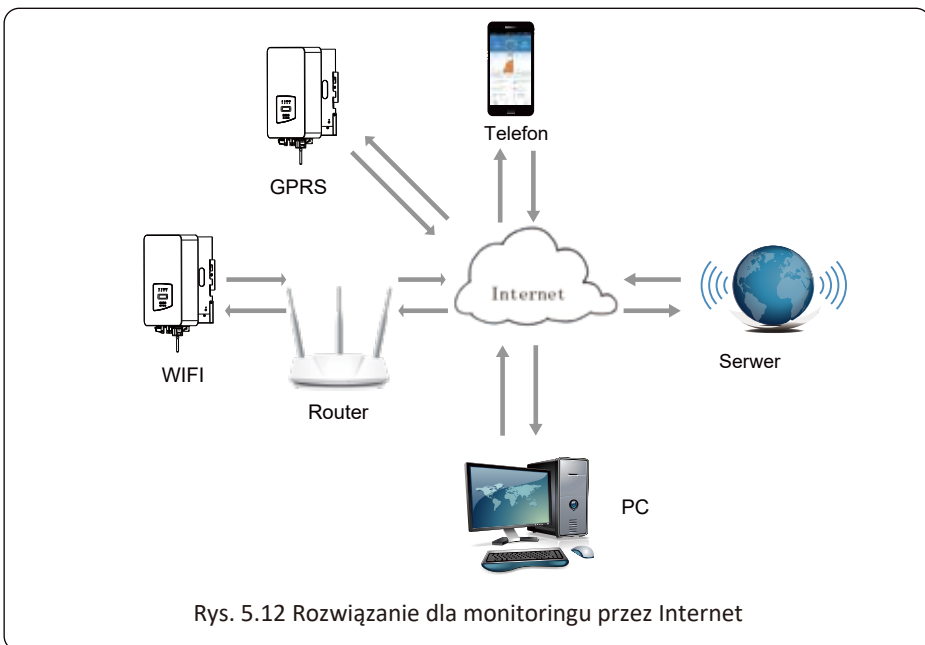 Telefon
GPRS
Internet
WIFI
Router
Serwer
PC
Rys. 5.12 Rozwiązanie dla monitoringu przez Internet